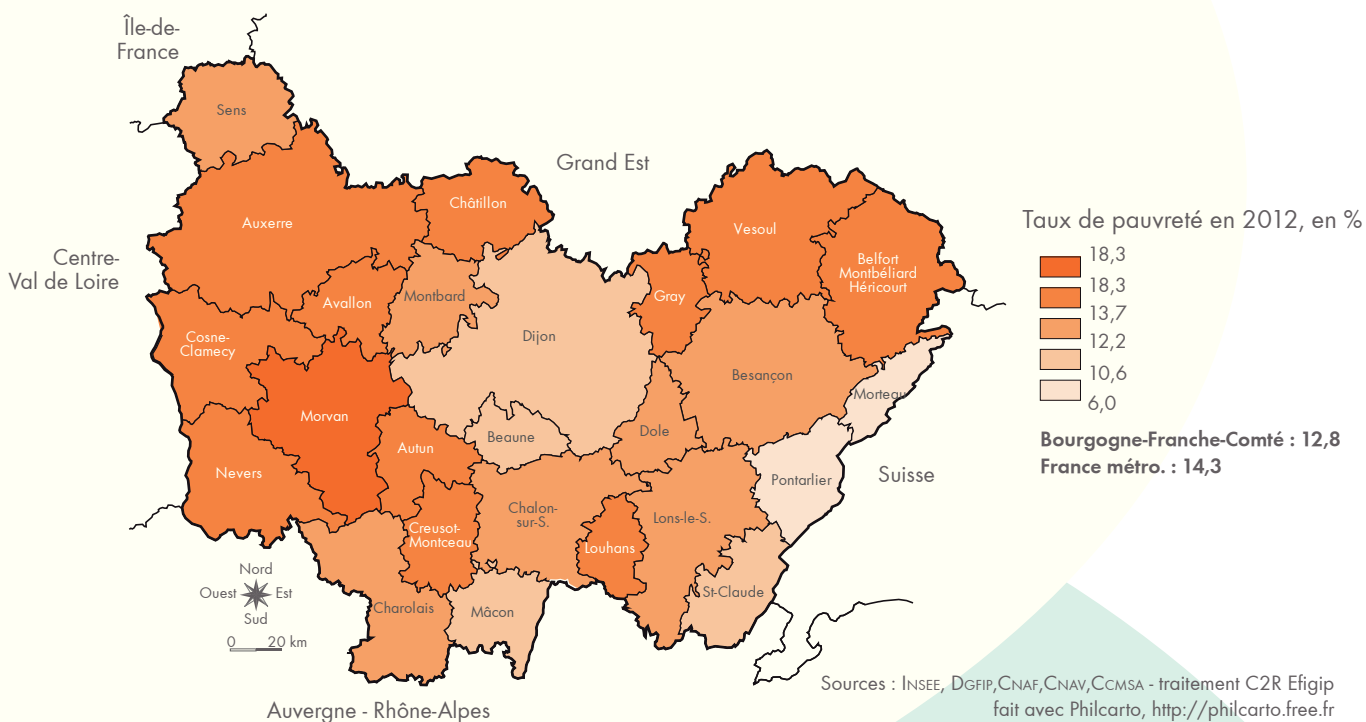 Île-de-
France
Sens
Grand Est
Châtillon
Auxerre
Vesoul
Taux de pauvreté en 2012, en %
Centre-
Val de Loire
18,3
18,3
13,7
12,2
10,6
6,0
Belfort
Montbéliard
Héricourt
Avallon
Montbard
Gray
Cosne-
Clamecy
Dijon
Besançon
Morteau
Morvan
Beaune
Dole
Autun
Bourgogne-Franche-Comté : 12,8
France métro. : 14,3
Nevers
Pontarlier
Suisse
Chalon-
sur-S.
Lons-le-S.
Creusot-
Montceau
Louhans
Nord
Ouest
Est
Sud
0 20 km
St-Claude
Charolais
Mâcon
Sources : INSEE, DGFIP,CNAF,CNAV,CCMSA - traitement C2R Efigip
fait avec Philcarto, http://philcarto.free.fr
Auvergne - Rhône-Alpes